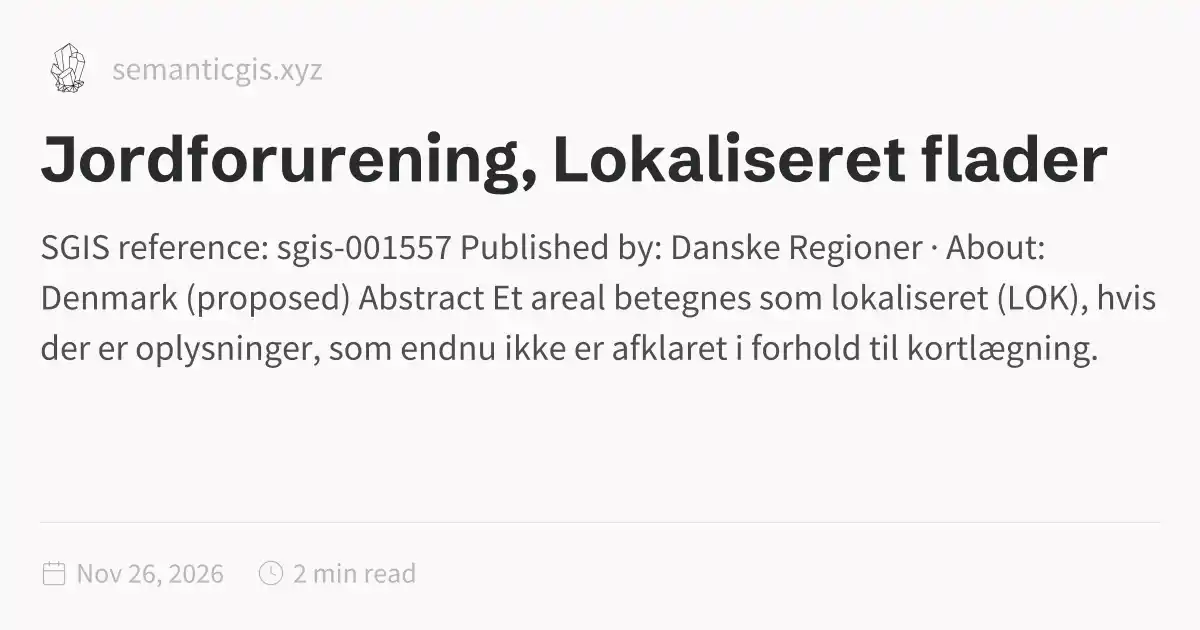 semanticgis.xyz
Jordforurening, Lokaliseret flader
SGIS reference: sgis-001557 Published by: Danske Regioner · About:
Denmark (proposed) Abstract Et areal betegnes som lokaliseret (LOK), hvis
der er oplysninger, som endnu ikke er afklaret i forhold til kortlægning.
Nov 26, 2026 2 min read